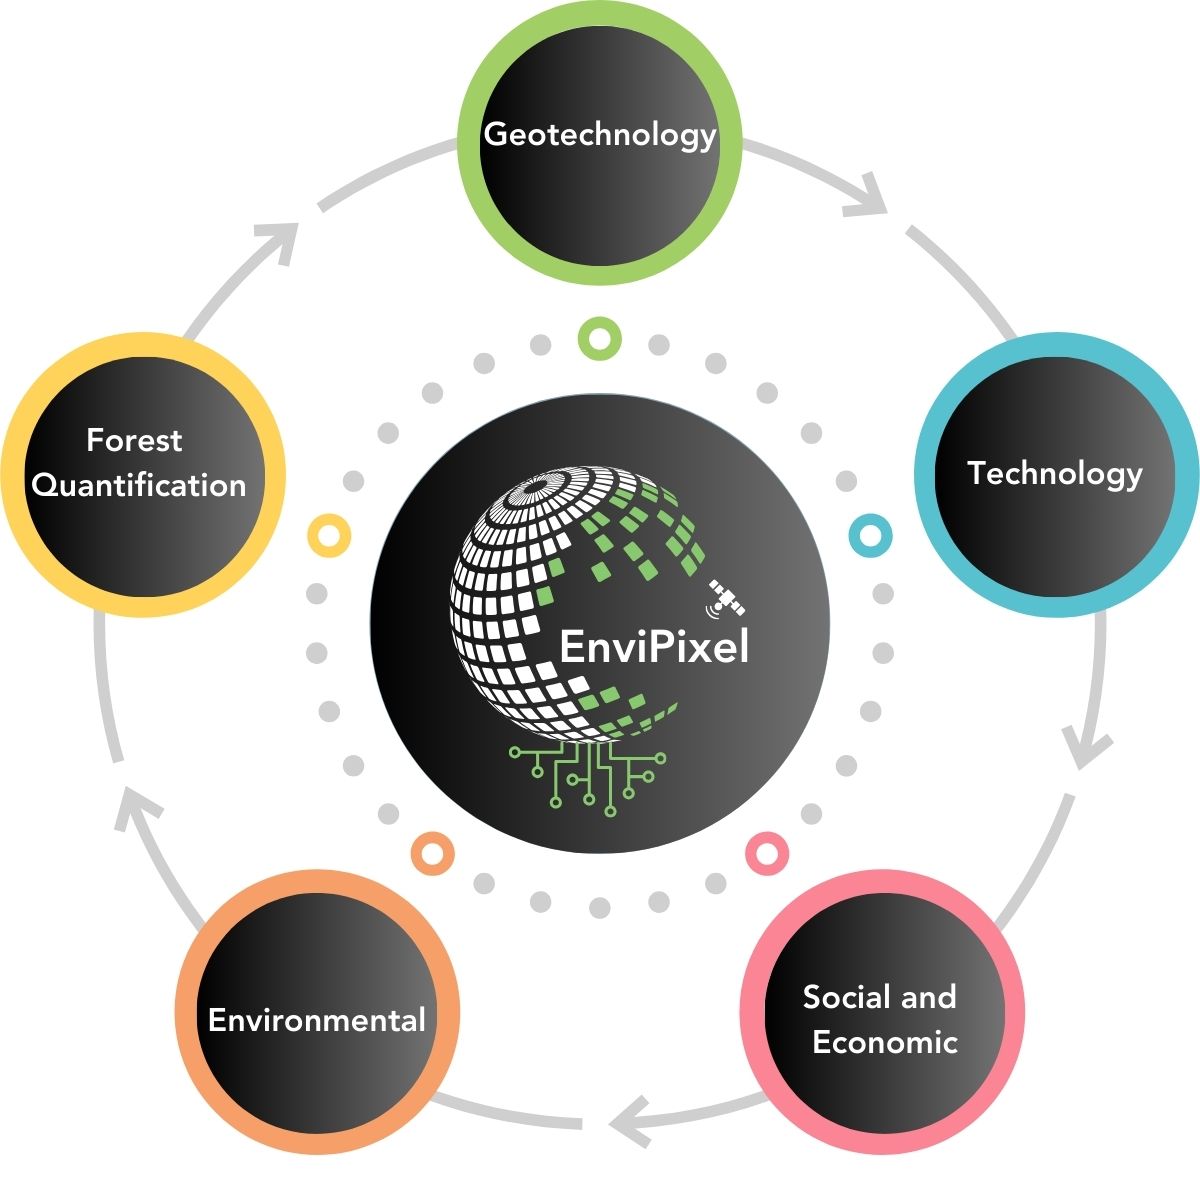 Geotechnology
Forest
Quantification
Technology
EnviPixel
Environmental
Social and
Economic